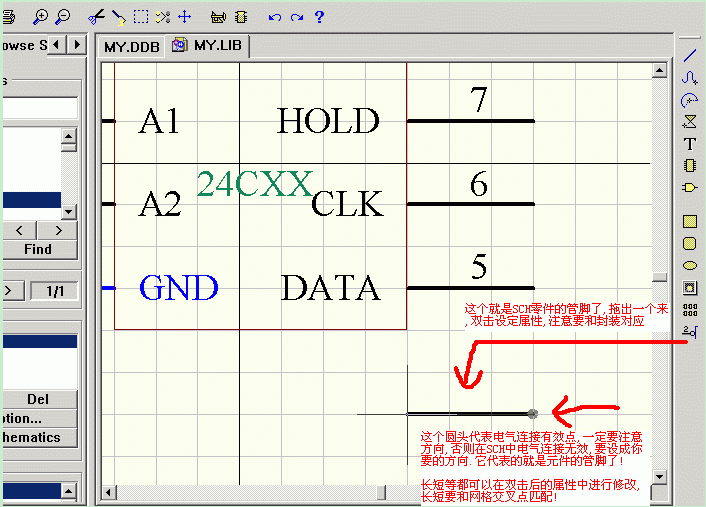 rowse S
MY.DDB
MY.LIB
s
A1
HOLD
7
24CXX
A2
CLK
6
GND
DATA
5
Find
1/1
Del
ption...
hematics
T
这个就是SCH零件的管脚了,拖出一个来
,双击设定属性,注意要和封装对应
这个圆头代表电气连接有效点,一定要注意
方向,否则在SCH中电气连接无效,要设成你
要的方向.它代表的就是元件的管脚了!
长短等都可以在双击后的属性中进行修改,
长短要和网格交叉点匹配!